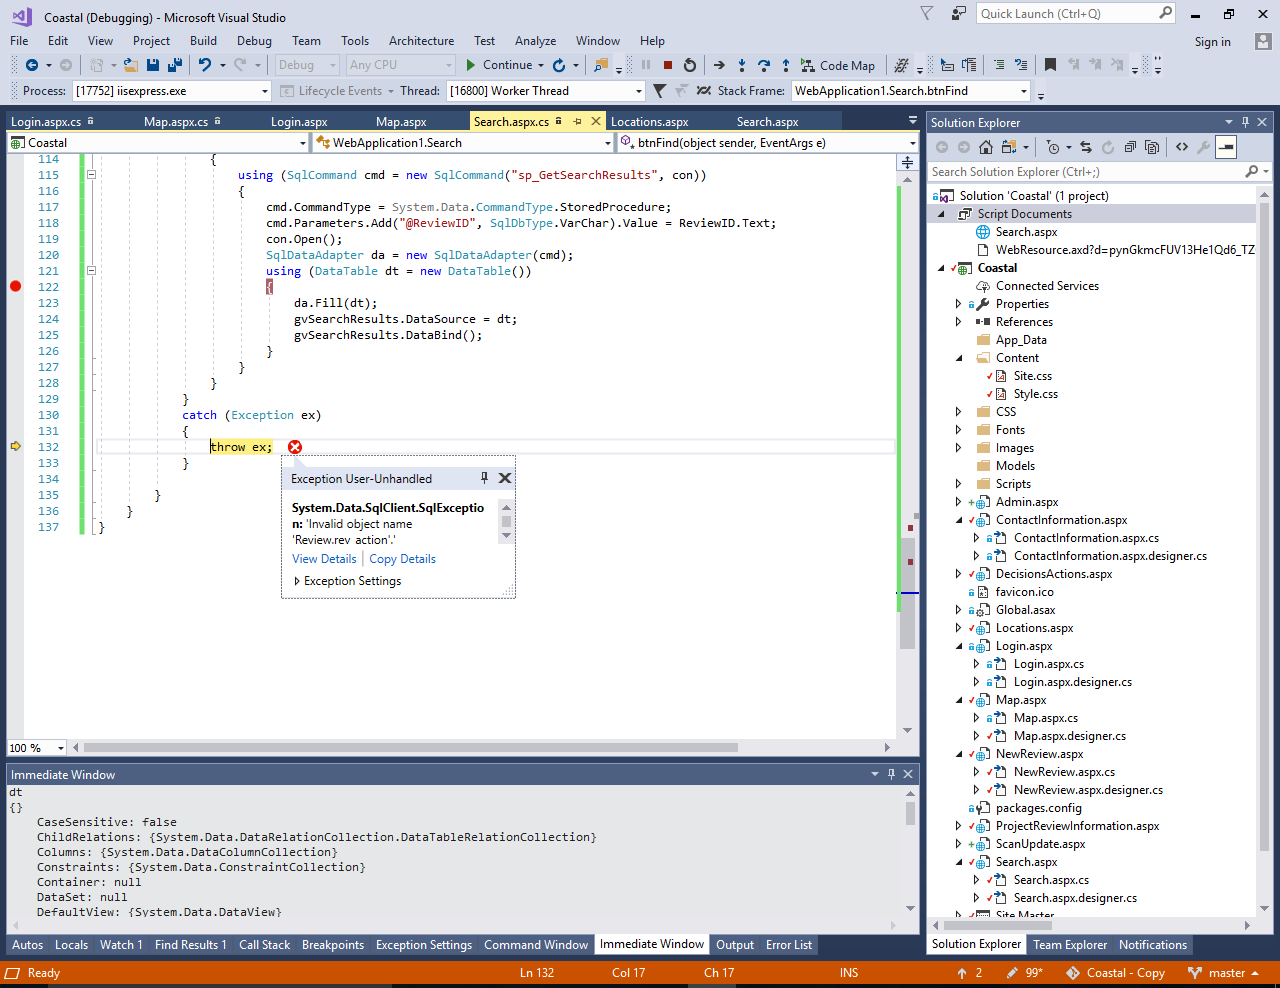 Coastal (Debugging) - Microsoft Visual Studio
Quick Launch (Ctrl+Q)
File Edit View Project Build Debug Team Tools Architecture Test Analyze Window Help
Sign in
Debug Any CPU Continue Code Map
Process: [17752] iisexpress.exe Lifecycle Events Thread: [16800] Worker Thread Stack Frame: WebApplication1.Search.btnFind
Login.aspx.cs Map.aspx.cs Login.aspx Map.aspx Search.aspx.cs Locations.aspx Search.aspx
Coastal WebApplication1.Search btnFind(object sender, EventArgs e)
114 {
115 using (SqlCommand cmd = new SqlCommand("sp_GetSearchResults", con))
116 {
117 cmd.CommandType = System.Data.CommandType.StoredProcedure;
118 cmd.Parameters.Add("@ReviewID", SqlDbType.VarChar).Value = ReviewID.Text;
119 con.Open();
120 SqlDataAdapter da = new SqlDataAdapter(cmd);
121 using (DataTable dt = new DataTable())
122 {
123 da.Fill(dt);
124 gvSearchResults.DataSource = dt;
125 gvSearchResults.DataBind();
126 }
127 }
128 }
129 }
130 catch (Exception ex)
131 {
132 throw ex;
133 }
134
135 }
136 }
137 }
Exception User-Unhandled
System.Data.SqlClient.SqlExceptio
n: 'Invalid object name
'Review.rev action'.'
View Details Copy Details
Exception Settings
100 %
Immediate Window
dt
{}
CaseSensitive: false
ChildRelations: {System.Data.DataRelationCollection.DataTableRelationCollection}
Columns: {System.Data.DataColumnCollection}
Constraints: {System.Data.ConstraintCollection}
Container: null
DataSet: null
DefaultView: {System.Data.DataView}
Autos Locals Watch 1 Find Results 1 Call Stack Breakpoints Exception Settings Command Window Immediate Window Output Error List
Solution Explorer
Search Solution Explorer (Ctrl+;)
Solution 'Coastal' (1 project)
Script Documents
Search.aspx
WebResource.axd?d=pynGkmcFUV13He1Qd6_TZ
Coastal
Connected Services
Properties
References
App_Data
Content
Site.css
Style.css
CSS
Fonts
Images
Models
Scripts
Admin.aspx
ContactInformation.aspx
ContactInformation.aspx.cs
ContactInformation.aspx.designer.cs
DecisionsActions.aspx
favicon.ico
Global.asax
Locations.aspx
Login.aspx
Login.aspx.cs
Login.aspx.designer.cs
Map.aspx
Map.aspx.cs
Map.aspx.designer.cs
NewReview.aspx
NewReview.aspx.cs
NewReview.aspx.designer.cs
packages.config
ProjectReviewInformation.aspx
ScanUpdate.aspx
Search.aspx
Search.aspx.cs
Search.aspx.designer.cs
Site.Master
Solution Explorer Team Explorer Notifications
Ready Ln 132 Col 17 Ch 17 INS 2 99* Coastal - Copy master